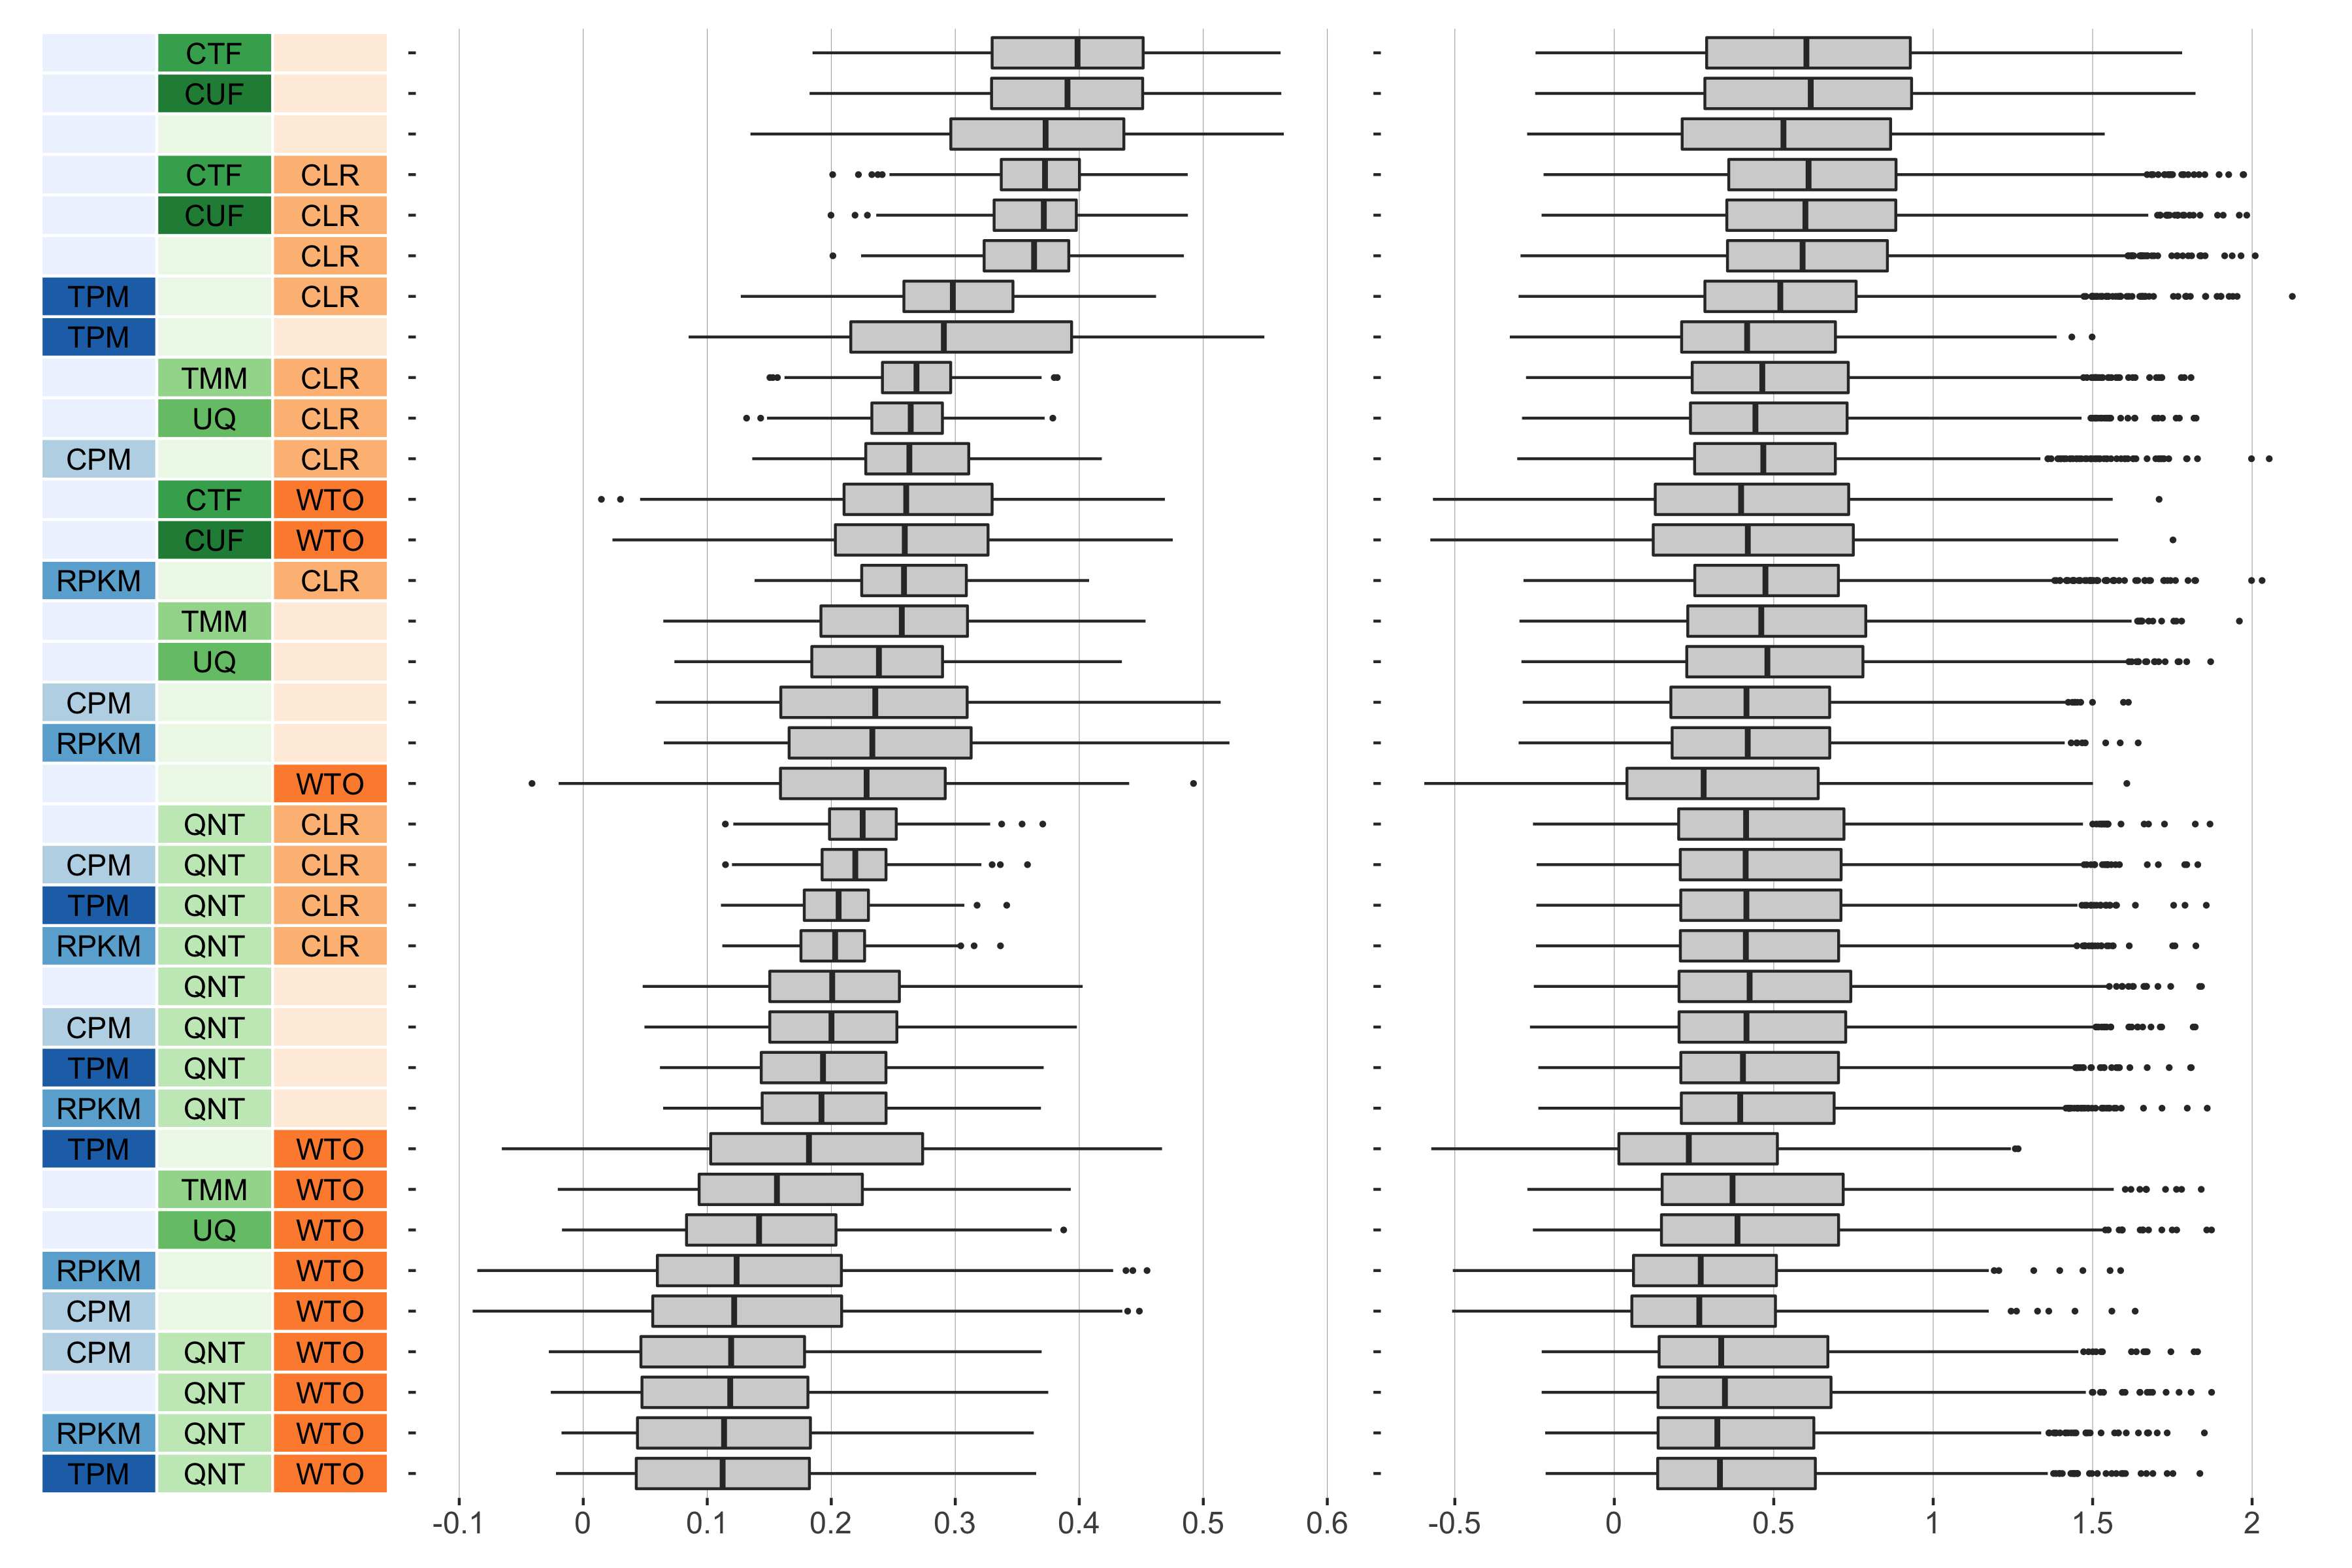 CTF
CUF
CTF CLR
CUF CLR
CLR
TPM CLR
TPM
TMM CLR
UQ CLR
CPM CLR
CTF WTO
CUF WTO
RPKM CLR
TMM
UQ
CPM
RPKM
WTO
QNT CLR
CPM QNT CLR
TPM QNT CLR
RPKM QNT CLR
QNT
CPM QNT
TPM QNT
RPKM QNT
TPM WTO
TMM WTO
UQ WTO
RPKM WTO
CPM WTO
CPM QNT WTO
QNT WTO
RPKM QNT WTO
TPM QNT WTO
-0.1 0 0.1 0.2 0.3 0.4 0.5 0.6 -0.5 0 0.5 1 1.5 2